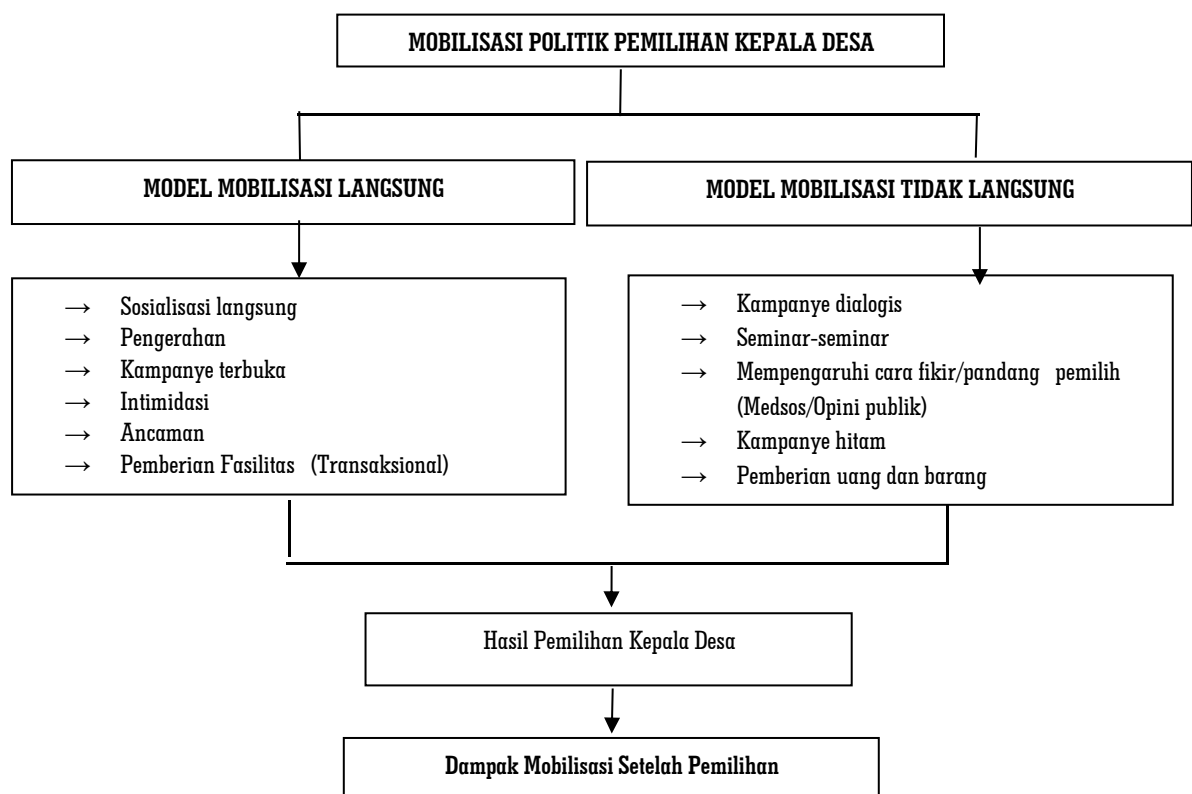 MOBILISASI POLITIK PEMILIHAN KEPALA DESA
MODEL MOBILISASI LANGSUNG
MODEL MOBILISASI TIDAK LANGSUNG
→ Sosialisasi langsung
→ Pengerahan
→ Kampanye terbuka
→ Intimidasi
→ Ancaman
→ Pemberian Fasilitas (Transaksional)
→ Kampanye dialogis
→ Seminar-seminar
→ Mempengaruhi cara fikir/pandang pemilih
(Medsos/Opini publik)
→ Kampanye hitam
→ Pemberian uang dan barang
Hasil Pemilihan Kepala Desa
Dampak Mobilisasi Setelah Pemilihan